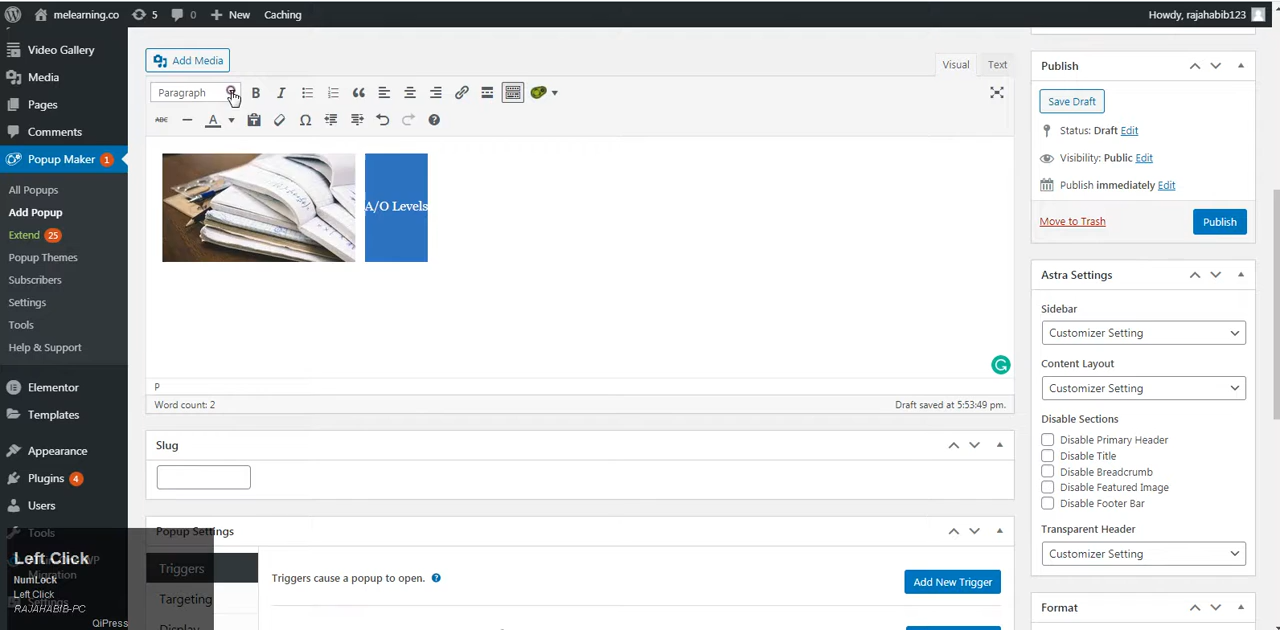 melearning.co 5 0 New Caching Howdy, rajahabib123
Video Gallery
Media
Pages
Comments
Popup Maker 1
All Popups
Add Popup
Extend 25
Popup Themes
Subscribers
Settings
Tools
Help & Support
Elementor
Templates
Appearance
Plugins 4
Users
Tools
Migration
Left Click
NumLock
Left Click
RAJAHABIB-PC
QiPress
Add Media
Visual Text
Paragraph
A/O Levels
P
Word count: 2 Draft saved at 5:53:49 pm.
Slug
Popup Settings
Triggers
Targeting
Display
Triggers cause a popup to open.
Add New Trigger
Publish
Save Draft
Status: Draft Edit
Visibility: Public Edit
Publish immediately Edit
Move to Trash Publish
Astra Settings
Sidebar
Customizer Setting
Content Layout
Customizer Setting
Disable Sections
Disable Primary Header
Disable Title
Disable Breadcrumb
Disable Featured Image
Disable Footer Bar
Transparent Header
Customizer Setting
Format